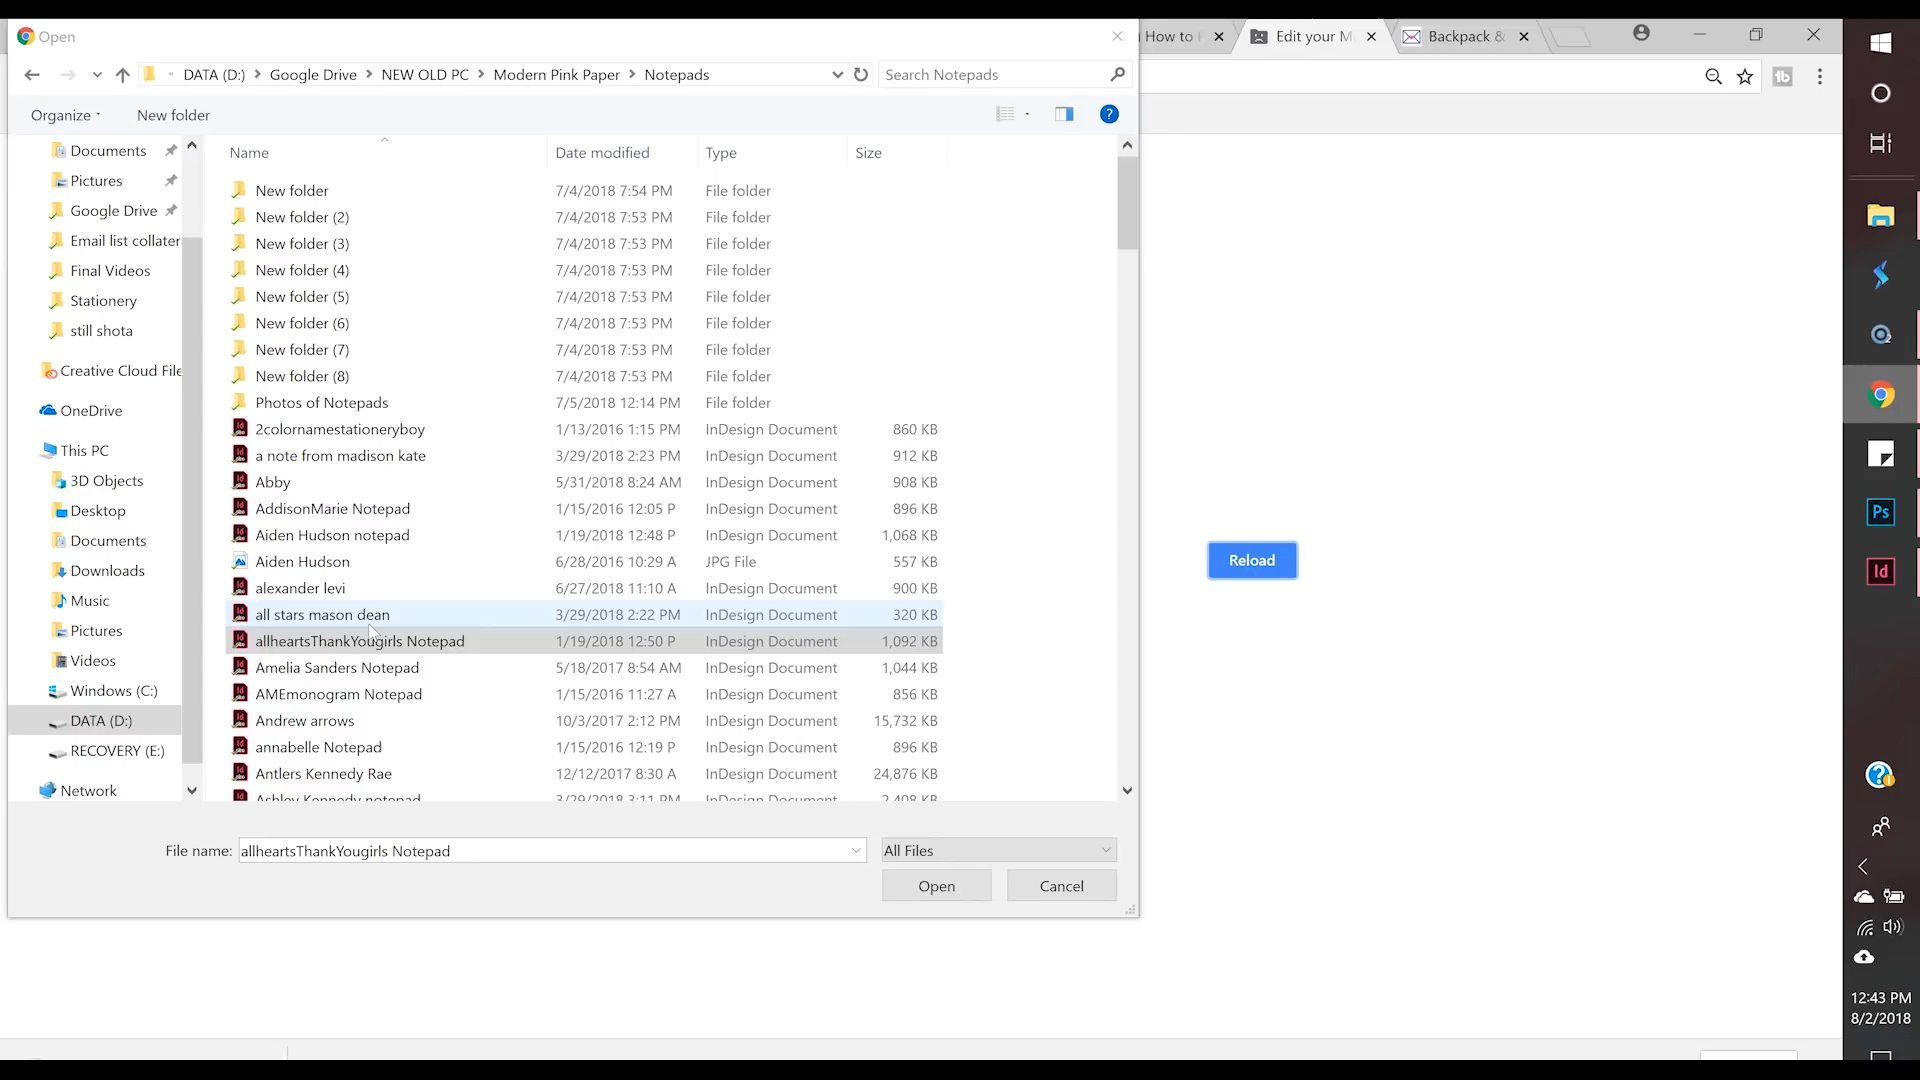 Open
How to
Edit your M
Backpack &
DATA (D:) > Google Drive > NEW OLD PC > Modern Pink Paper > Notepads
Search Notepads
Organize
New folder
Name
Date modified
Type
Size
Documents
Pictures
Google Drive
Email list collater
Final Videos
Stationery
still shota
Creative Cloud File
OneDrive
This PC
3D Objects
Desktop
Documents
Downloads
Music
Pictures
Videos
Windows (C:)
DATA (D:)
RECOVERY (E:)
Network
New folder 7/4/2018 7:54 PM File folder
New folder (2) 7/4/2018 7:53 PM File folder
New folder (3) 7/4/2018 7:53 PM File folder
New folder (4) 7/4/2018 7:53 PM File folder
New folder (5) 7/4/2018 7:53 PM File folder
New folder (6) 7/4/2018 7:53 PM File folder
New folder (7) 7/4/2018 7:53 PM File folder
New folder (8) 7/4/2018 7:53 PM File folder
Photos of Notepads 7/5/2018 12:14 PM File folder
2colornamestationeryboy 1/13/2016 1:15 PM InDesign Document 860 KB
a note from madison kate 3/29/2018 2:23 PM InDesign Document 912 KB
Abby 5/31/2018 8:24 AM InDesign Document 908 KB
AddisonMarie Notepad 1/15/2016 12:05 P InDesign Document 896 KB
Aiden Hudson notepad 1/19/2018 12:48 P InDesign Document 1,068 KB
Aiden Hudson 6/28/2016 10:29 A JPG File 557 KB
alexander levi 6/27/2018 11:10 A InDesign Document 900 KB
all stars mason dean 3/29/2018 2:22 PM InDesign Document 320 KB
allheartsThankYougirls Notepad 1/19/2018 12:50 P InDesign Document 1,092 KB
Amelia Sanders Notepad 5/18/2017 8:54 AM InDesign Document 1,044 KB
AMEmonogram Notepad 1/15/2016 11:27 A InDesign Document 856 KB
Andrew arrows 10/3/2017 2:12 PM InDesign Document 15,732 KB
annabelle Notepad 1/15/2016 12:19 P InDesign Document 896 KB
Antlers Kennedy Rae 12/12/2017 8:30 A InDesign Document 24,876 KB
Ashley Kennedy notepad 3/29/2018 3:11 PM InDesign Document 2,408 KB
File name: allheartsThankYougirls Notepad
All Files
Open
Cancel
Reload
Ps
Id
12:43 PM
8/2/2018